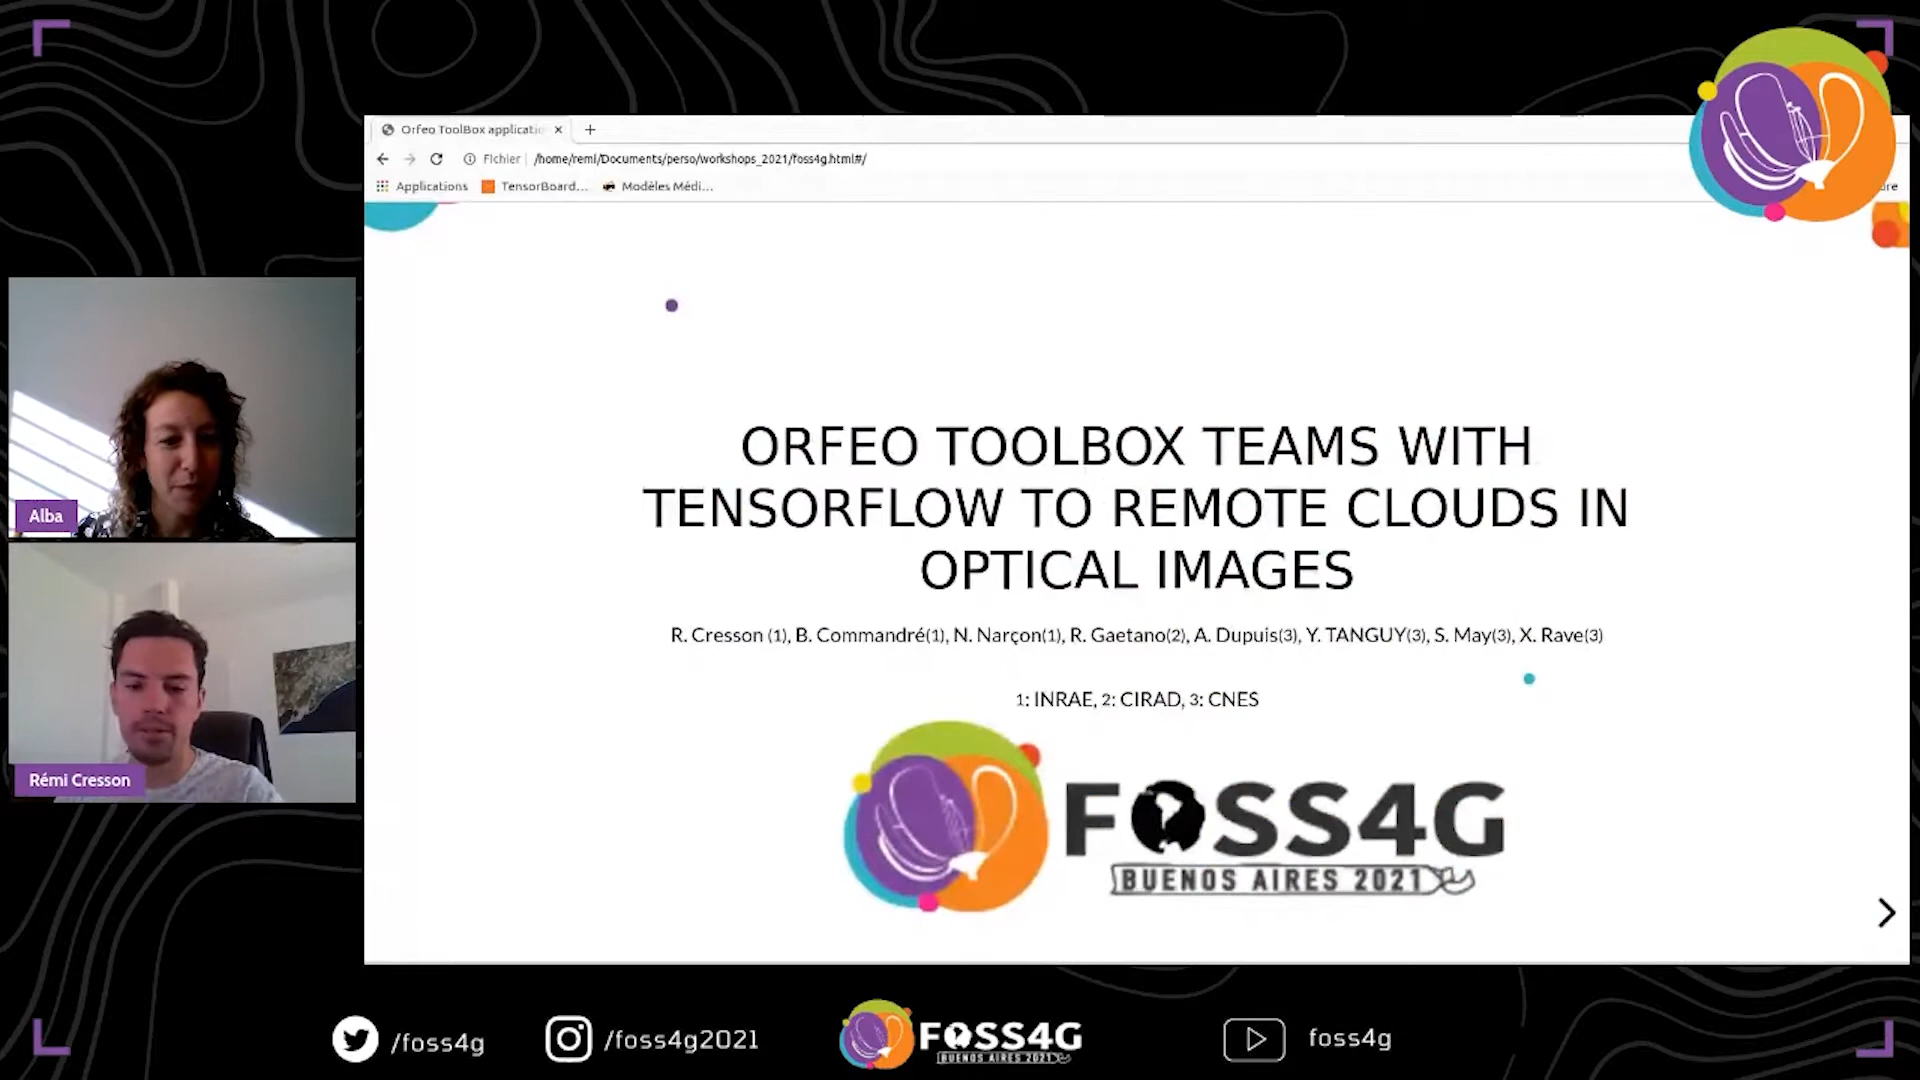 Orfeo ToolBox applicatio
Fichier
/home/remi/Documents/perso/workshops_2021/foss4g.html#/
Applications
TensorBoard...
Modèles Médi...
ORFEO TOOLBOX TEAMS WITH
TENSORFLOW TO REMOTE CLOUDS IN
OPTICAL IMAGES
R. Cresson (1), B. Commandré(1), N. Narçon(1), R. Gaetano(2), A. Dupuis(3), Y. TANGUY(3), S. May(3), X. Rave(3)
1: INRAE, 2: CIRAD, 3: CNES
FOSS4G
BUENOS AIRES 2021
Alba
Rémi Cresson
/foss4g
/foss4g2021
FOSS4G
BUENOS AIRES 2021
foss4g